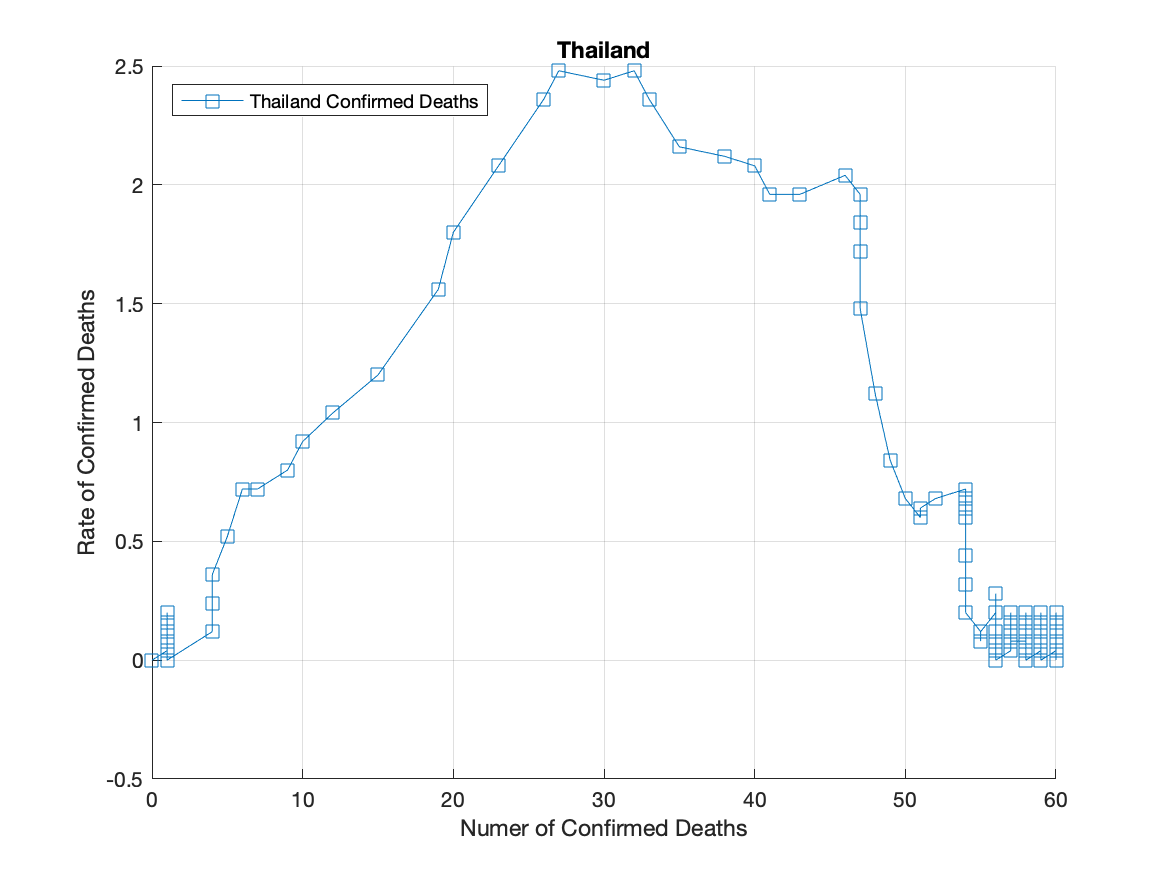 Thailand
Thailand Confirmed Deaths
Rate of Confirmed Deaths
2.5
2
1.5
1
0.5
0
-0.5
0 10 20 30 40 50 60
Numer of Confirmed Deaths